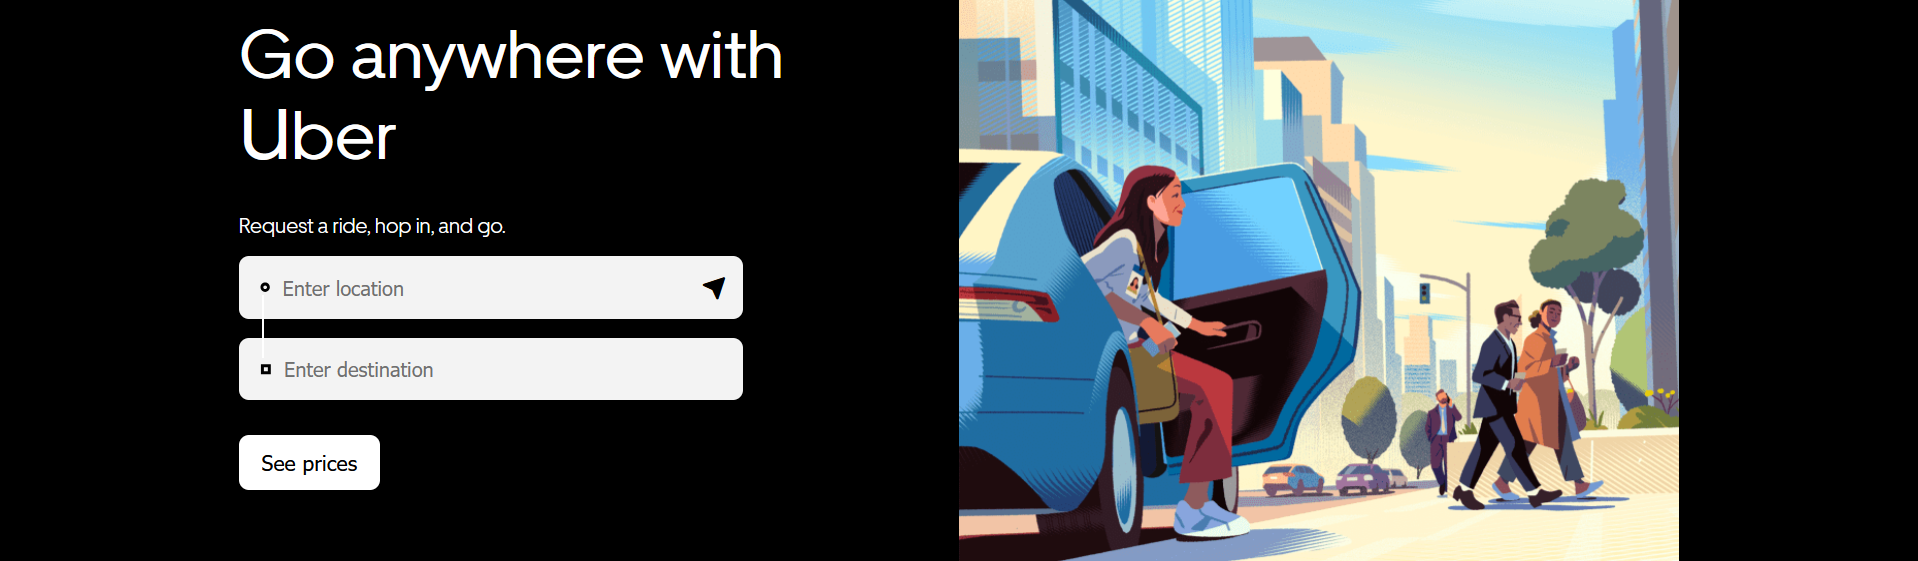 Go anywhere with
Uber
Request a ride, hop in, and go.
Enter location
Enter destination
See prices